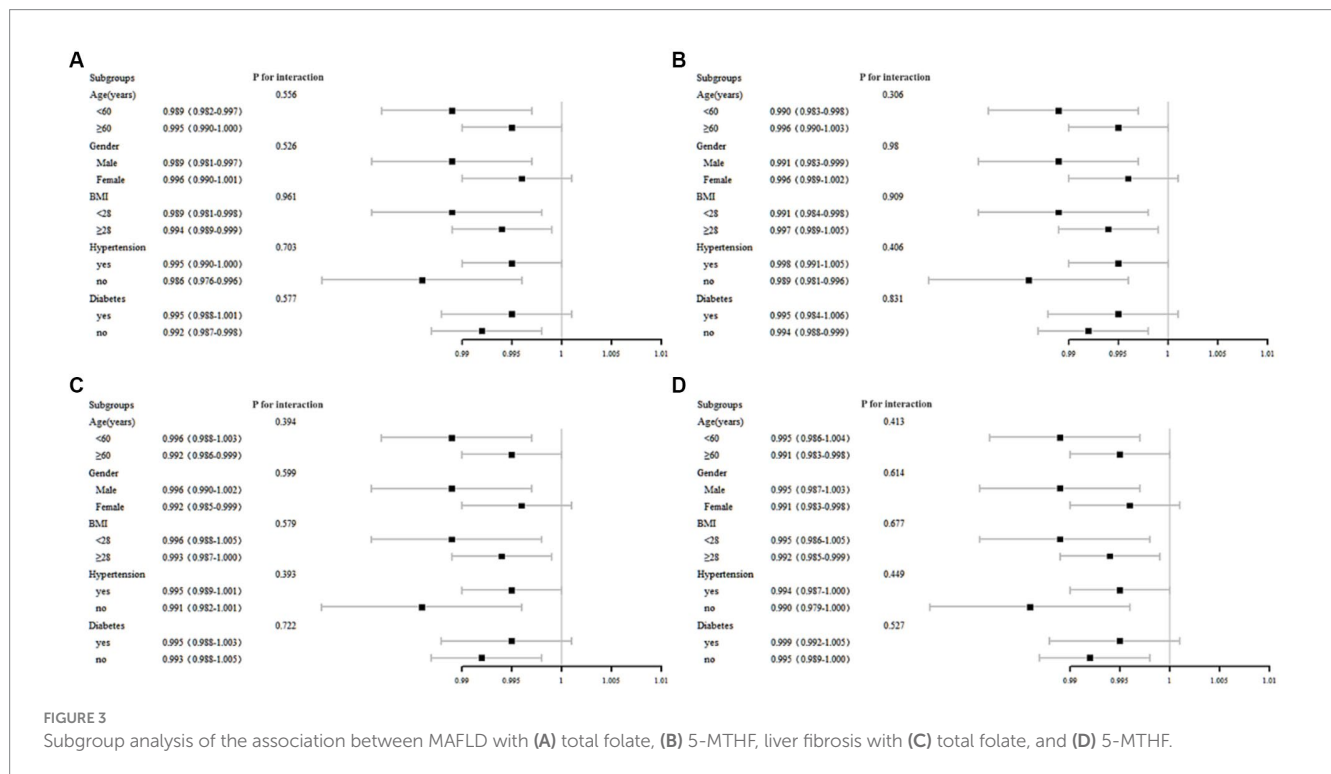 A
Subgroups P for interaction
Age(years) 0.556
<60 0.989 (0.982-0.997)
≥60 0.995 (0.990-1.000)
Gender 0.526
Male 0.989 (0.981-0.997)
Female 0.996 (0.990-1.001)
BMI 0.961
<28 0.989 (0.981-0.998)
≥28 0.994 (0.989-0.999)
Hypertension 0.703
yes 0.995 (0.990-1.000)
no 0.986 (0.976-0.996)
Diabetes 0.577
yes 0.995 (0.988-1.001)
no 0.992 (0.987-0.998)
0.99 0.995 1 1.005 1.01
B
Subgroups P for interaction
Age(years) 0.306
<60 0.990 (0.983-0.998)
≥60 0.996 (0.990-1.003)
Gender 0.98
Male 0.991 (0.983-0.999)
Female 0.996 (0.989-1.002)
BMI 0.909
<28 0.991 (0.984-0.998)
≥28 0.997 (0.989-1.005)
Hypertension 0.406
yes 0.998 (0.991-1.005)
no 0.989 (0.981-0.996)
Diabetes 0.831
yes 0.995 (0.984-1.006)
no 0.994 (0.988-0.999)
0.99 0.995 1 1.005 1.01
C
Subgroups P for interaction
Age(years) 0.394
<60 0.996 (0.988-1.003)
≥60 0.992 (0.986-0.999)
Gender 0.599
Male 0.996 (0.990-1.002)
Female 0.992 (0.985-0.999)
BMI 0.579
<28 0.996 (0.988-1.005)
≥28 0.993 (0.987-1.000)
Hypertension 0.393
yes 0.995 (0.989-1.001)
no 0.991 (0.982-1.001)
Diabetes 0.722
yes 0.995 (0.988-1.003)
no 0.993 (0.988-1.005)
0.99 0.995 1 1.005 1.01
D
Subgroups P for interaction
Age(years) 0.413
<60 0.995 (0.986-1.004)
≥60 0.991 (0.983-0.998)
Gender 0.614
Male 0.995 (0.987-1.003)
Female 0.991 (0.983-0.998)
BMI 0.677
<28 0.995 (0.986-1.005)
≥28 0.992 (0.985-0.999)
Hypertension 0.449
yes 0.994 (0.987-1.000)
no 0.990 (0.979-1.000)
Diabetes 0.527
yes 0.999 (0.992-1.005)
no 0.995 (0.989-1.000)
0.99 0.995 1 1.005 1.01
FIGURE 3
Subgroup analysis of the association between MAFLD with (A) total folate, (B) 5-MTHF, liver fibrosis with (C) total folate, and (D) 5-MTHF.